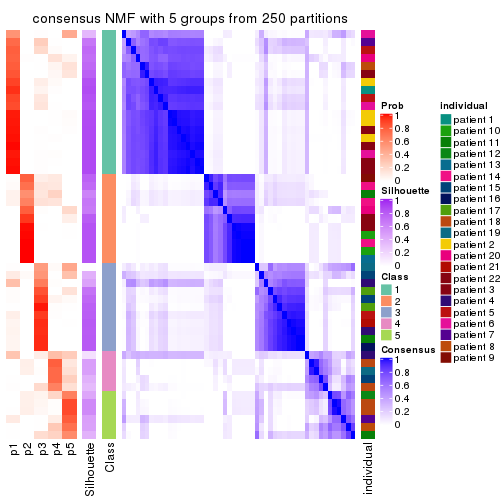 consensus NMF with 5 groups from 250 partitions
Prob
1
0.8
0.6
0.4
0.2
0
Silhouette
1
0.8
0.6
0.4
0.2
0
Class
1
2
3
4
5
Consensus
1
0.8
0.6
0.4
0.2
0
individual
patient 1
patient 10
patient 11
patient 12
patient 13
patient 14
patient 15
patient 16
patient 17
patient 18
patient 19
patient 2
patient 20
patient 21
patient 22
patient 3
patient 4
patient 5
patient 6
patient 7
patient 8
patient 9
p1
p2
p3
p4
p5
Silhouette
Class
individual